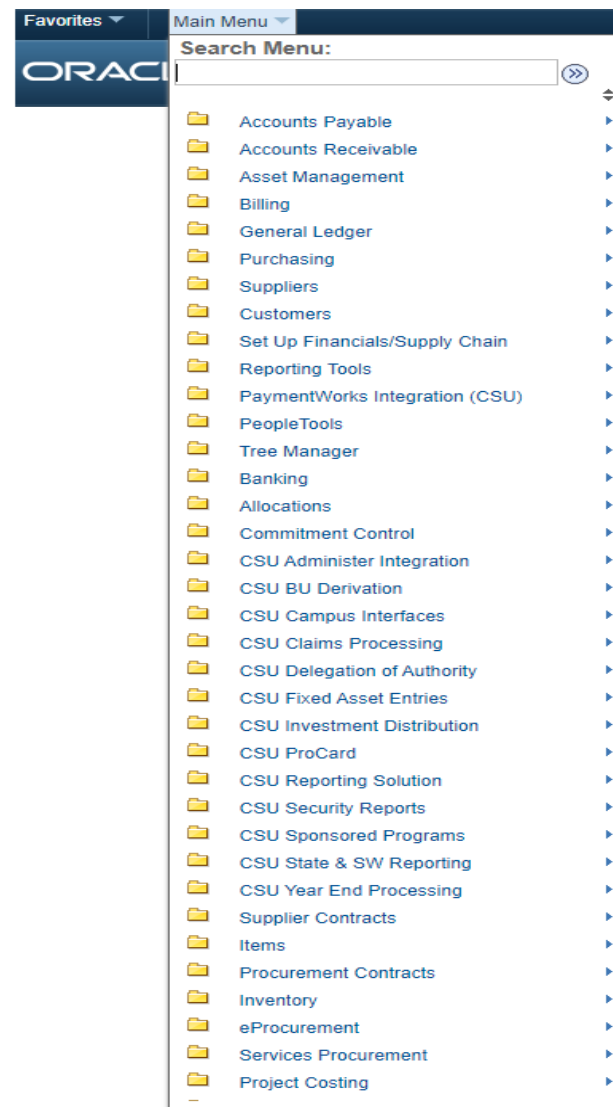 Favorites Main Menu
Search Menu:
ORACL
Accounts Payable
Accounts Receivable
Asset Management
Billing
General Ledger
Purchasing
Suppliers
Customers
Set Up Financials/Supply Chain
Reporting Tools
PaymentWorks Integration (CSU)
PeopleTools
Tree Manager
Banking
Allocations
Commitment Control
CSU Administer Integration
CSU BU Derivation
CSU Campus Interfaces
CSU Claims Processing
CSU Delegation of Authority
CSU Fixed Asset Entries
CSU Investment Distribution
CSU ProCard
CSU Reporting Solution
CSU Security Reports
CSU Sponsored Programs
CSU State & SW Reporting
CSU Year End Processing
Supplier Contracts
Items
Procurement Contracts
Inventory
eProcurement
Services Procurement
Project Costing